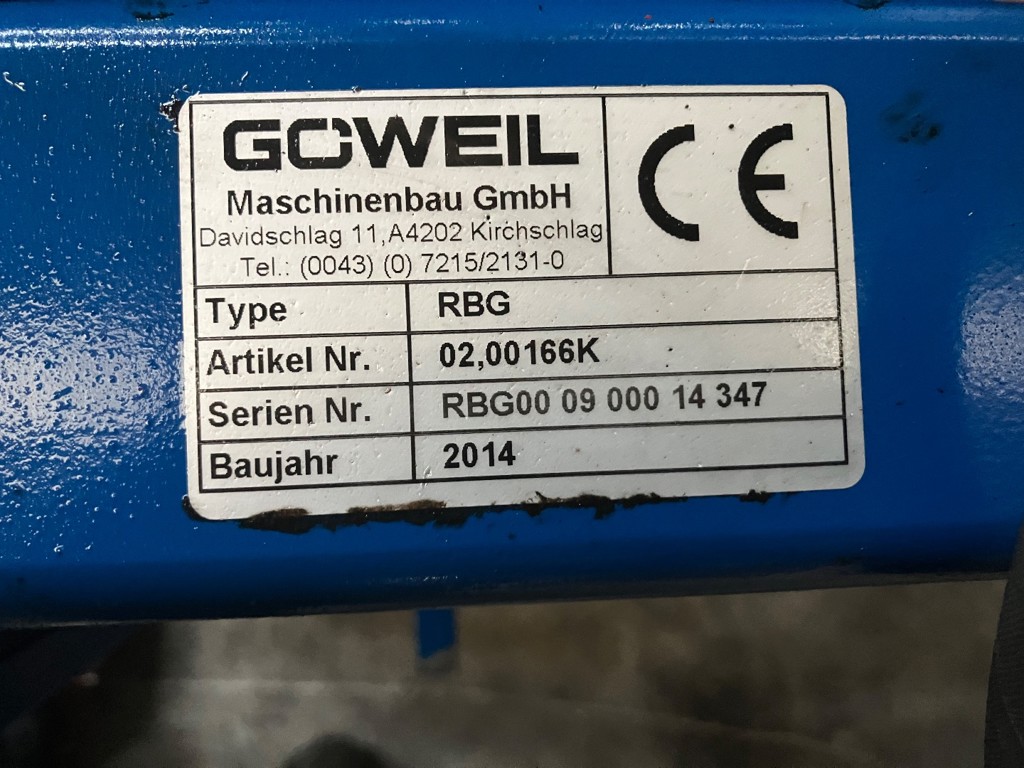 GÖWEIL
Maschinenbau GmbH
Davidschlag 11,A4202 Kirchschlag
Tel.: (0043) (0) 7215/2131-0
CE
Type RBG
Artikel Nr. 02,00166K
Serien Nr. RBG00 09 000 14 347
Baujahr 2014